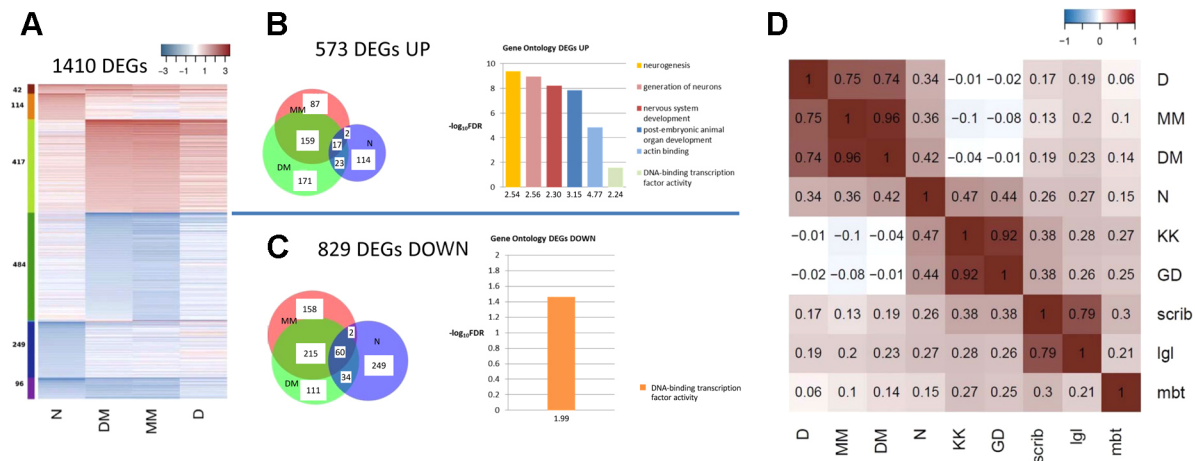 A
1410 DEGs
−3 −1 1 3
42
114
417
484
249
96
N DM MM D
B
573 DEGs UP
MM
87
2
N
159
17
114
23
DM
171
Gene Ontology DEGs UP
-log10FDR
10
8
6
4
2
0
2.54 2.56 2.30 3.15 4.77 2.24
neurogenesis
generation of neurons
nervous system
development
post-embryonic animal
organ development
actin binding
DNA-binding transcription
factor activity
C
829 DEGs DOWN
158
MM
2
N
215
60
249
34
DM
111
Gene Ontology DEGs DOWN
-log10FDR
2
1.8
1.6
1.4
1.2
1
0.8
0.6
0.4
0.2
0
1.99
DNA-binding transcription
factor activity
D
−1 0 1
1 0.75 0.74 0.34 −0.01 −0.02 0.17 0.19 0.06 D
0.75 1 0.96 0.36 −0.1 −0.08 0.13 0.2 0.1 MM
0.74 0.96 1 0.42 −0.04 −0.01 0.19 0.23 0.14 DM
0.34 0.36 0.42 1 0.47 0.44 0.26 0.27 0.15 N
−0.01 −0.1 −0.04 0.47 1 0.92 0.38 0.28 0.27 KK
−0.02 −0.08 −0.01 0.44 0.92 1 0.38 0.26 0.25 GD
0.17 0.13 0.19 0.26 0.38 0.38 1 0.79 0.3 scrib
0.19 0.2 0.23 0.27 0.28 0.26 0.79 1 0.21 lgl
0.06 0.1 0.14 0.15 0.27 0.25 0.3 0.21 1 mbt
D MM DM N KK GD scrib lgl mbt